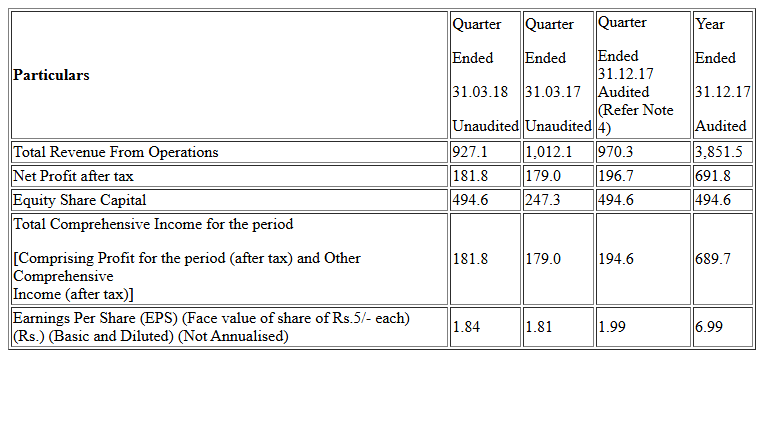 Particulars
Quarter
Ended
31.03.18
Unaudited
Quarter
Ended
31.03.17
Unaudited
Quarter
Ended
31.12.17
Audited
(Refer Note
4)
Year
Ended
31.12.17
Audited
Total Revenue From Operations 927.1 1,012.1 970.3 3,851.5
Net Profit after tax 181.8 179.0 196.7 691.8
Equity Share Capital 494.6 247.3 494.6 494.6
Total Comprehensive Income for the period
[Comprising Profit for the period (after tax) and Other
Comprehensive
Income (after tax)]
181.8 179.0 194.6 689.7
Earnings Per Share (EPS) (Face value of share of Rs.5/- each)
(Rs.) (Basic and Diluted) (Not Annualised)
1.84 1.81 1.99 6.99